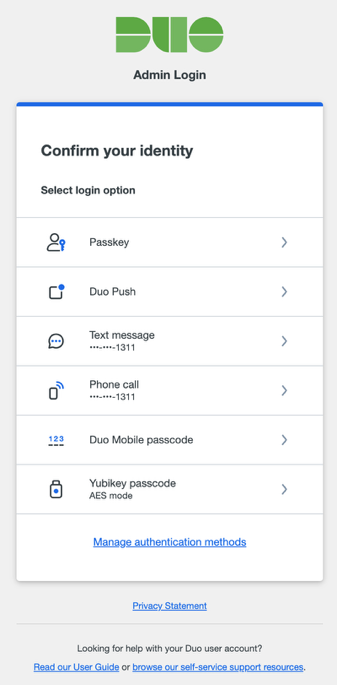 DUO
Admin Login
Confirm your identity
Select login option
Passkey
Duo Push
Text message
•••-•••-1311
Phone call
•••-•••-1311
123
Duo Mobile passcode
Yubikey passcode
AES mode
Manage authentication methods
Privacy Statement
Looking for help with your Duo user account?
Read our User Guide or browse our self-service support resources.